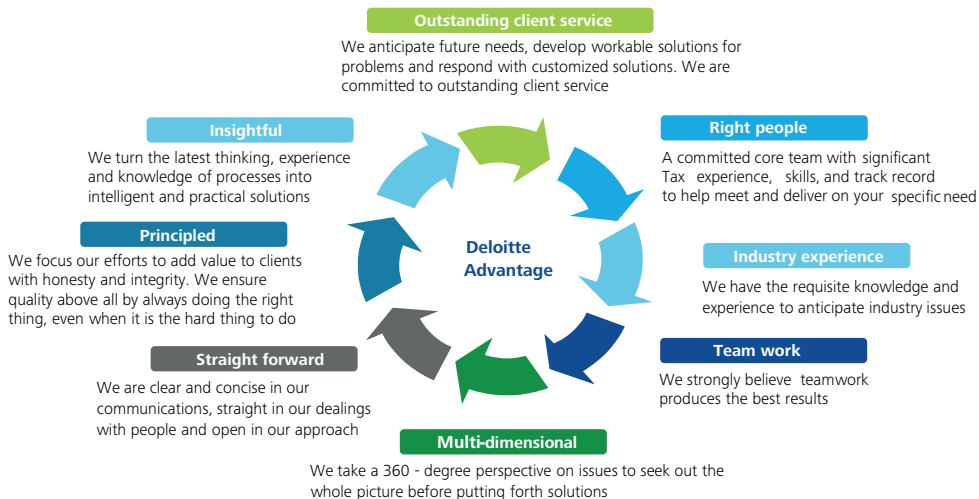 Outstanding client service
We anticipate future needs, develop workable solutions for
problems and respond with customized solutions. We are
committed to outstanding client service
Insightful
We turn the latest thinking, experience
and knowledge of processes into
intelligent and practical solutions
Right people
A committed core team with significant
Tax experience, skills, and track record
to help meet and deliver on your specific need
Principled
We focus our efforts to add value to clients
with honesty and integrity. We ensure
quality above all by always doing the right
thing, even when it is the hard thing to do
Deloitte
Advantage
Industry experience
We have the requisite knowledge and
experience to anticipate industry issues
Straight forward
We are clear and concise in our
communications, straight in our dealings
with people and open in our approach
Team work
We strongly believe teamwork
produces the best results
Multi-dimensional
We take a 360 - degree perspective on issues to seek out the
whole picture before putting forth solutions